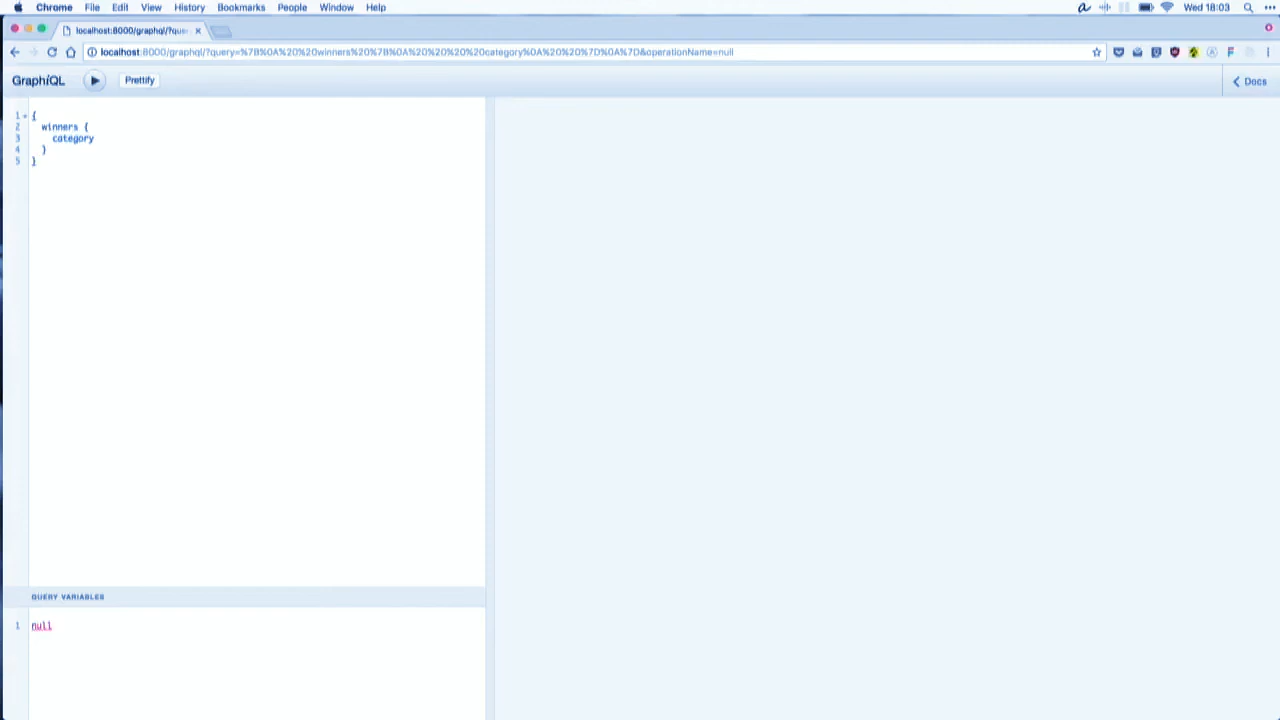 Chrome File Edit View History Bookmarks People Window Help Wed 18:03
localhost:8000/graphql/?que
localhost:8000/graphql/?query=%7B%0A%20%20winners%20%7B%0A%20%20%20%20category%0A%20%20%7D%0A%7D&operationName=null
GraphiQL Prettify Docs
1 {
2 winners {
3 category
4 }
5 }
QUERY VARIABLES
1 null